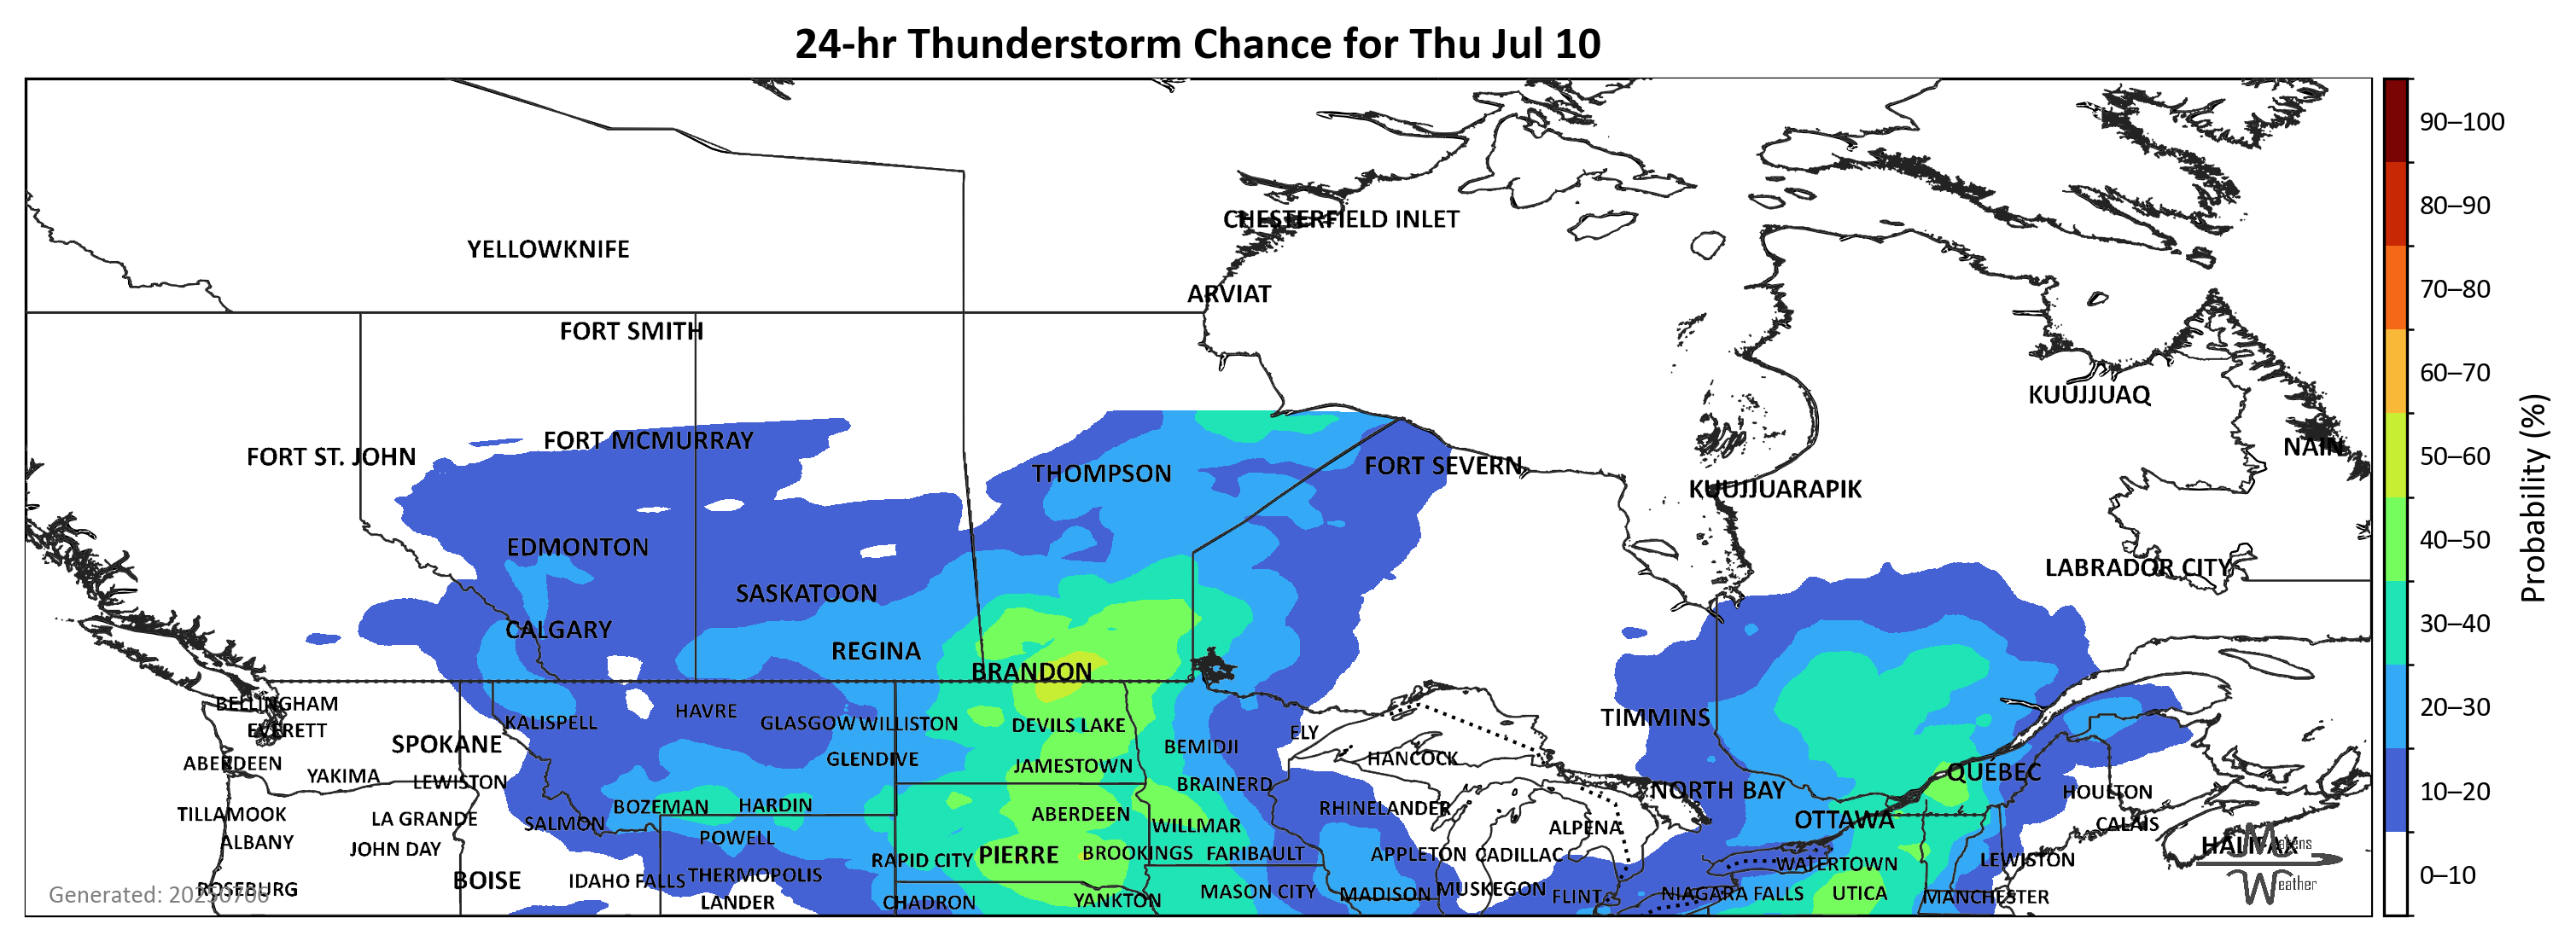 24-hr Thunderstorm Chance for Thu Jul 10
90–100
80–90
CHESTERFIELD INLET
YELLOWKNIFE
70–80
ARVIAT
FORT SMITH
60–70
KUUJJUAQ
FORT MCMURRAY
NAIN
50–60
FORT ST. JOHN
FORT SEVERN
THOMPSON
KUUJJUARAPIK
Probability (%)
40–50
EDMONTON
LABRADOR CITY
SASKATOON
30–40
CALGARY
REGINA
BRANDON
BELLINGHAM
20–30
HAVRE
TIMMINS
KALISPELL
GLASGOW
WILLISTON
DEVILS LAKE
EVERETT
ELY
SPOKANE
BEMIDJI
HANCOCK
GLENDIVE
ABERDEEN
JAMESTOWN
QUÉBEC
YAKIMA
LEWISTON
BRAINERD
NORTH BAY
HOULTON
10–20
BOZEMAN
HARDIN
RHINELANDER
TILLAMOOK
LA GRANDE
ABERDEEN
OTTAWA
SALMON
WILLMAR
ALPENA
CALAIS
POWELL
ALBANY
HALIFAX
Makens
JOHN DAY
PIERRE
BROOKINGS
FARIBAULT
APPLETON
CADILLAC
RAPID CITY
WATERTOWN
LEWISTON
THERMOPOLIS
0–10
BOISE
IDAHO FALLS
Weather
ROSEBURG
MUSKEGON
MASON CITY
MADISON
FLINT
NIAGARA FALLS
UTICA
MANCHESTER
Generated: 20250706
LANDER
CHADRON
YANKTON